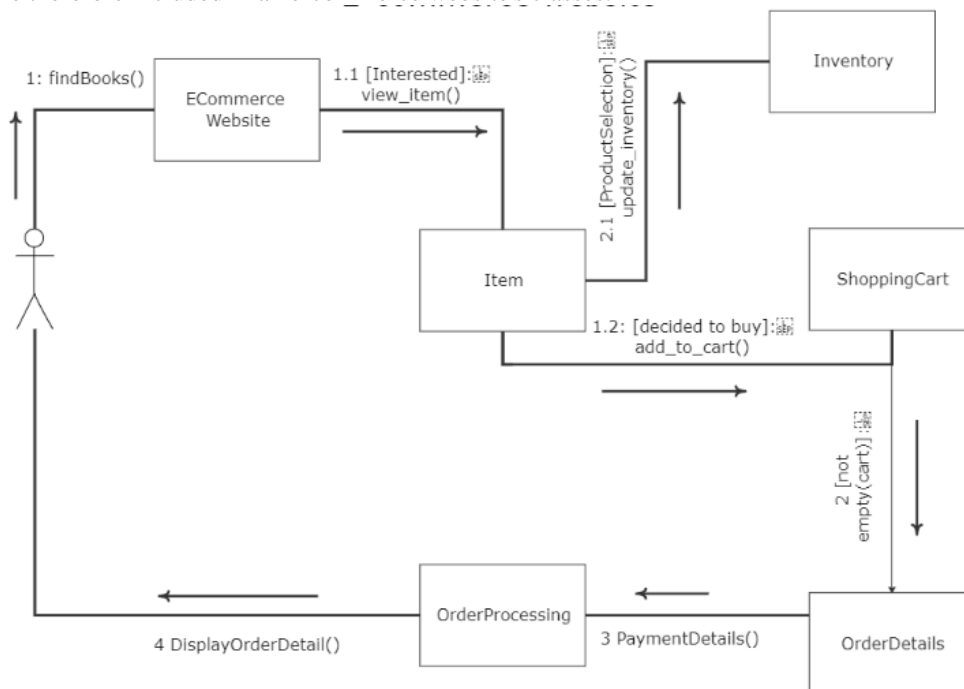 1: findBooks()
ECommerce
Website
1.1 [Interested]:
view_item()
2.1 [ProductSelection]:
update_inventory()
Inventory
Item
ShoppingCart
1.2: [decided to buy]:
add_to_cart()
2 [not
empty(cart)]:
OrderProcessing
OrderDetails
4 DisplayOrderDetail()
3 PaymentDetails()